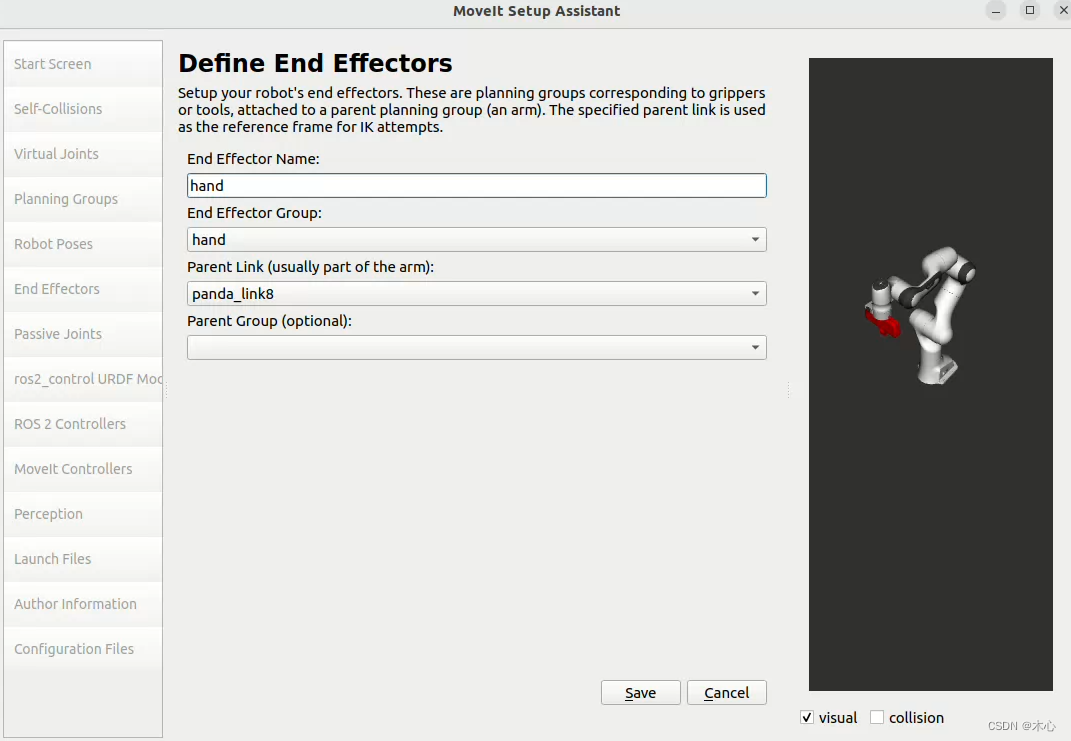 MoveIt Setup Assistant
Start Screen
Self-Collisions
Virtual Joints
Planning Groups
Robot Poses
End Effectors
Passive Joints
ros2_control URDF Moc
ROS 2 Controllers
MoveIt Controllers
Perception
Launch Files
Author Information
Configuration Files
Define End Effectors
Setup your robot's end effectors. These are planning groups corresponding to grippers
or tools, attached to a parent planning group (an arm). The specified parent link is used
as the reference frame for IK attempts.
End Effector Name:
hand
End Effector Group:
hand
Parent Link (usually part of the arm):
panda_link8
Parent Group (optional):
Save
Cancel
visual
collision
CSDN @木心